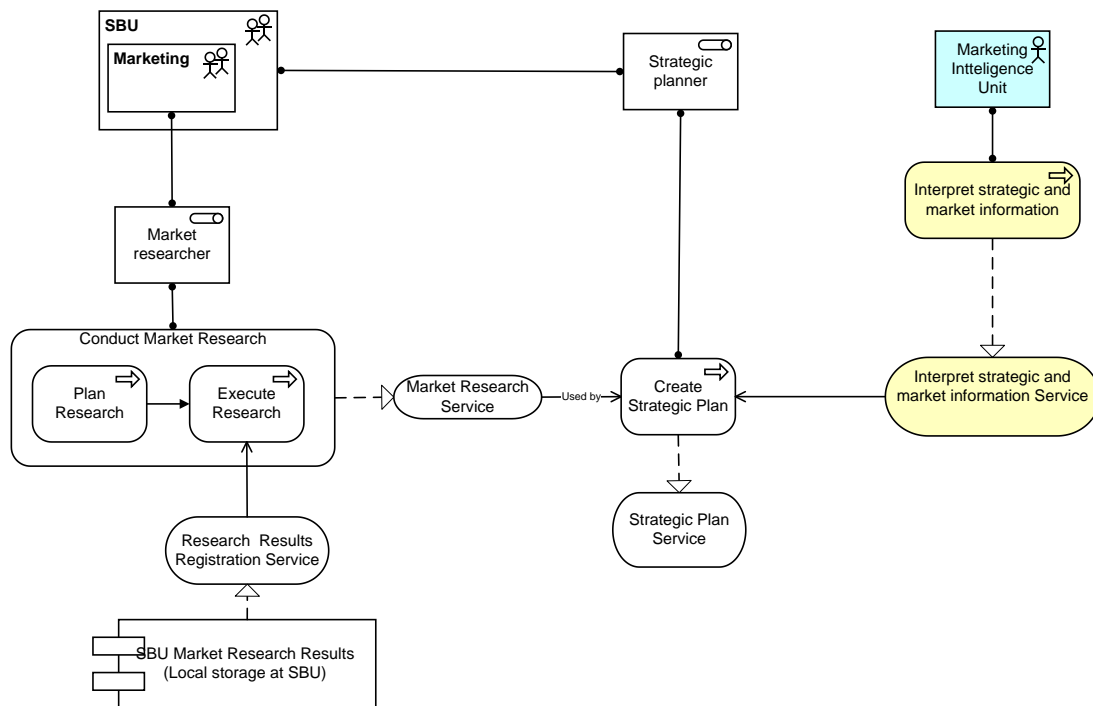 SBU
Marketing
Strategic
planner
Marketing
Intteligence
Unit
Interpret strategic and
market information
Market
researcher
Conduct Market Research
Plan
Research
Execute
Research
Market Research
Service
Used by
Create
Strategic Plan
Interpret strategic and
market information Service
Research Results
Registration Service
Strategic Plan
Service
SBU Market Research Results
(Local storage at SBU)